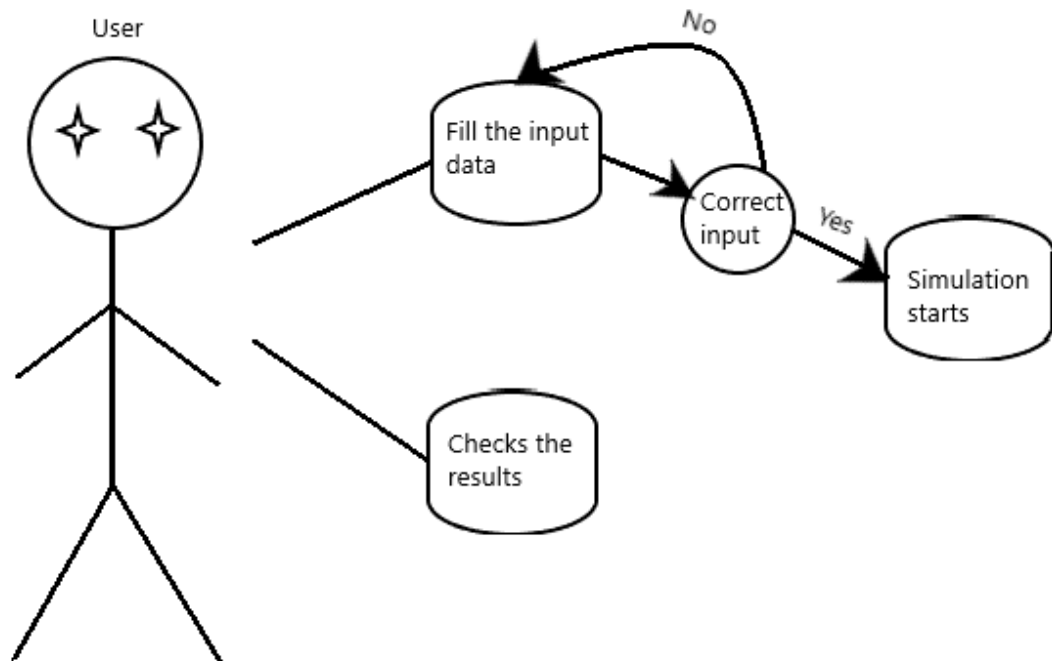 User
No
Fill the input
data
Correct
input
Yes
Simulation
starts
Checks the
results